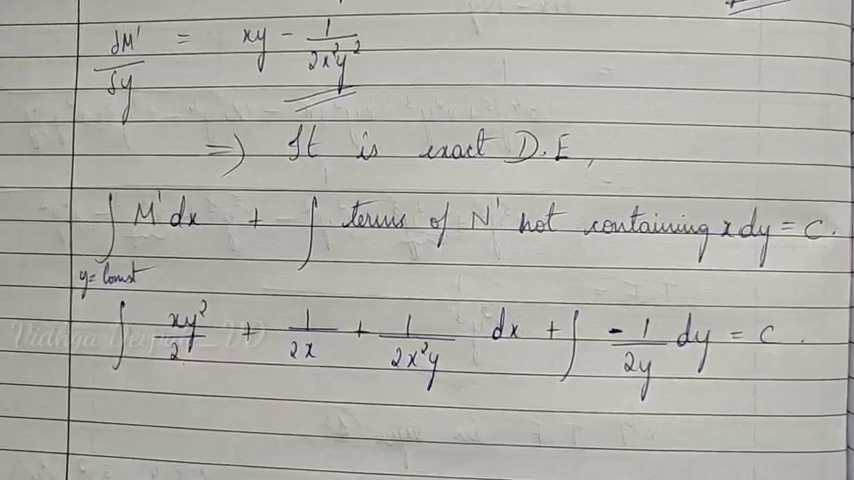 ∂M'/∂y = xy - 1/2x²y²
=) It is exact D.E,
∫ M'dx + ∫ terms of N' not containing x dy = C.
y = Const
∫ xy²/2 + 1/2x + 1/2x²y dx + ∫ -1/2y dy = C.